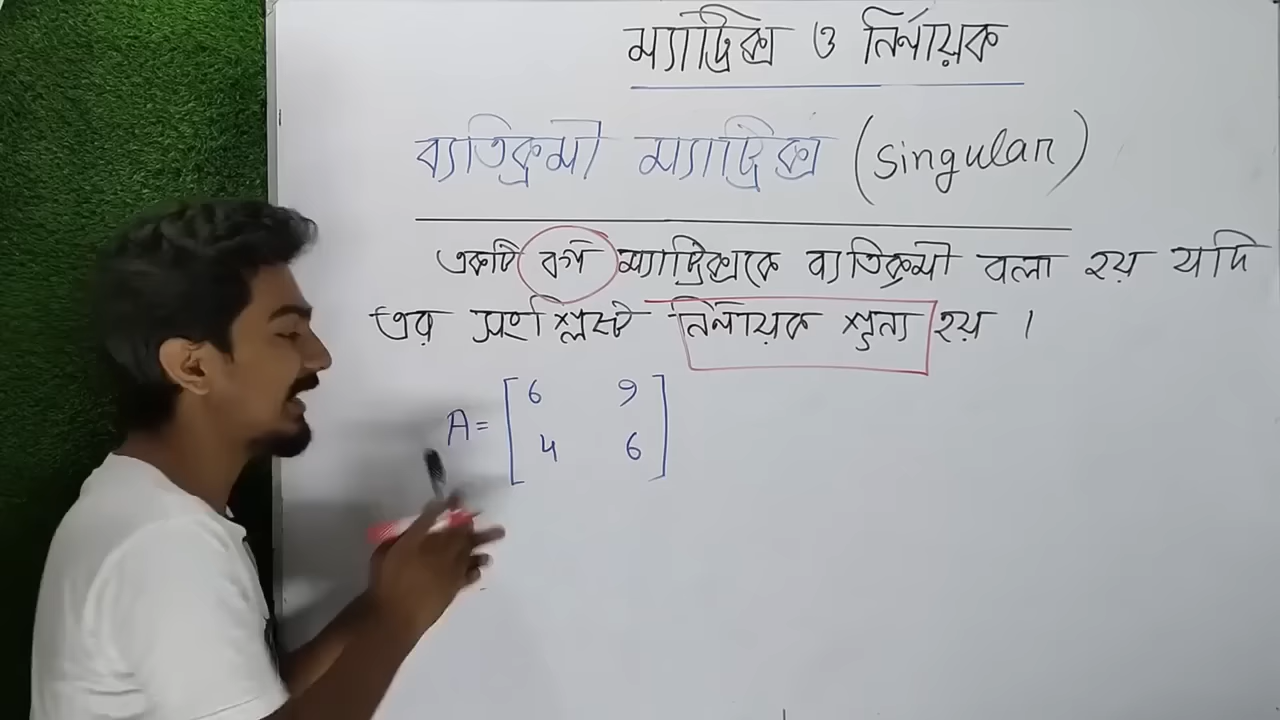 ম্যাট্রিক্স ও নির্ণায়ক
ব্যতিক্রমী ম্যাট্রিক্স (Singular)
একটি বর্গ ম্যাট্রিক্সকে ব্যতিক্রমী বলা হয় যদি
এর সংশ্লিষ্ট নির্ণায়ক শুন্য হয় ।
A = [ 6 9
4 6 ]